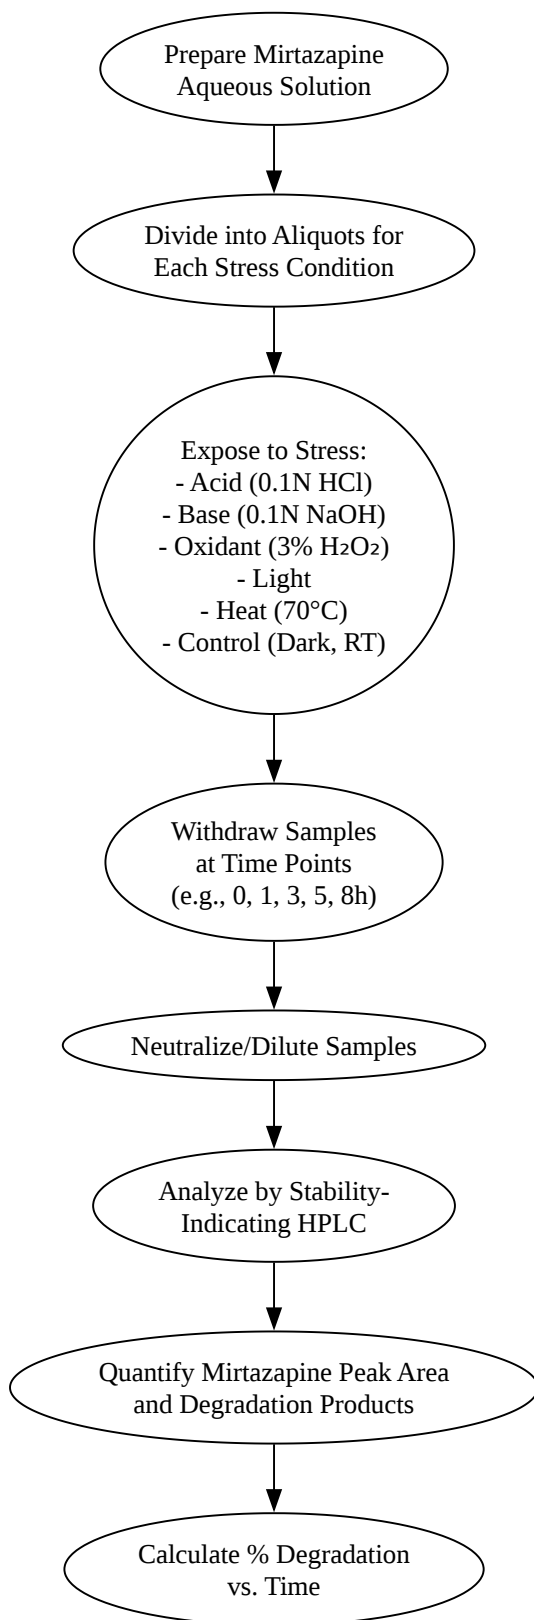 Prepare Mirtazapine
Aqueous Solution
Divide into Aliquots for
Each Stress Condition
Expose to Stress:
- Acid (0.1N HCl)
- Base (0.1N NaOH)
- Oxidant (3% H₂O₂)
- Light
- Heat (70°C)
- Control (Dark, RT)
Withdraw Samples
at Time Points
(e.g., 0, 1, 3, 5, 8h)
Neutralize/Dilute Samples
Analyze by Stability-
Indicating HPLC
Quantify Mirtazapine Peak Area
and Degradation Products
Calculate % Degradation
vs. Time